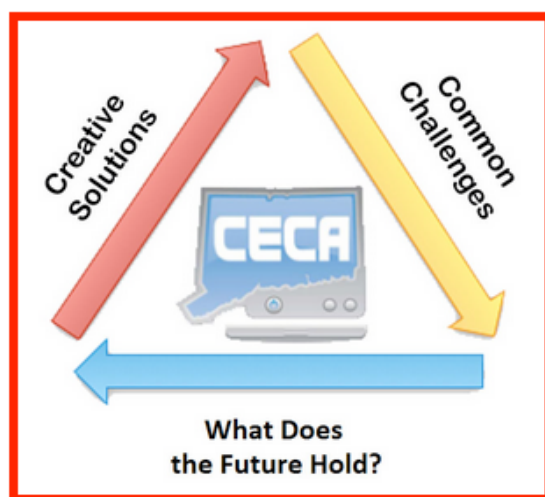 Creative
Solutions
Common
Challenges
CECA
What Does
the Future Hold?